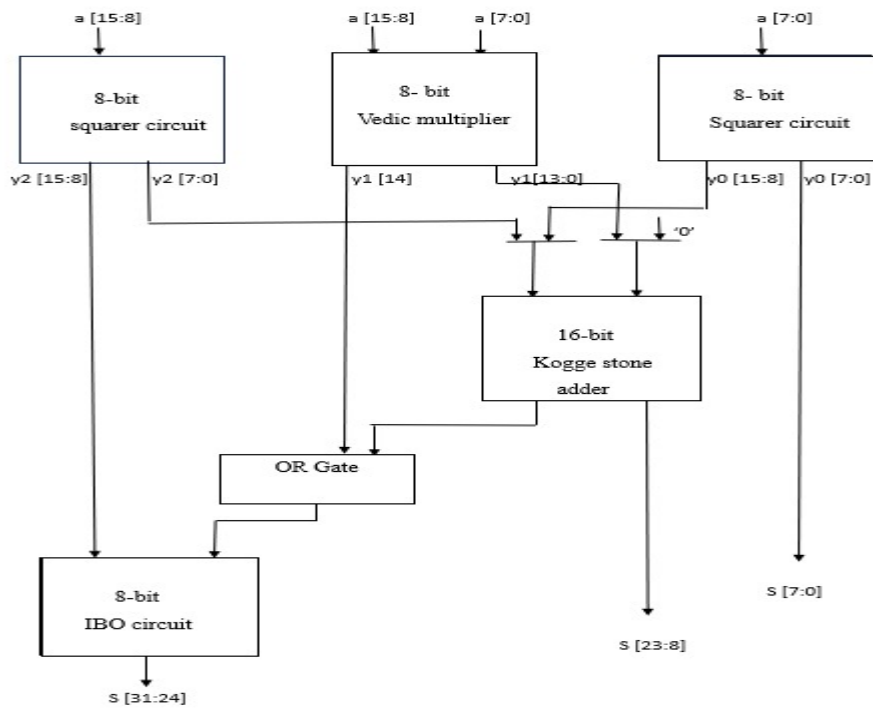 a [15:8]
a [15:8]
a [7:0]
a [7:0]
8-bit
squarer circuit
8- bit
Vedic multiplier
8- bit
Squarer circuit
y2 [15:8]
y2 [7:0]
y1 [14]
y1[13:0]
y0 [15:8]
y0 [7:0]
‘0’
16-bit
Kogge stone
adder
OR Gate
8-bit
IBO circuit
S [7:0]
S [23:8]
S [31:24]